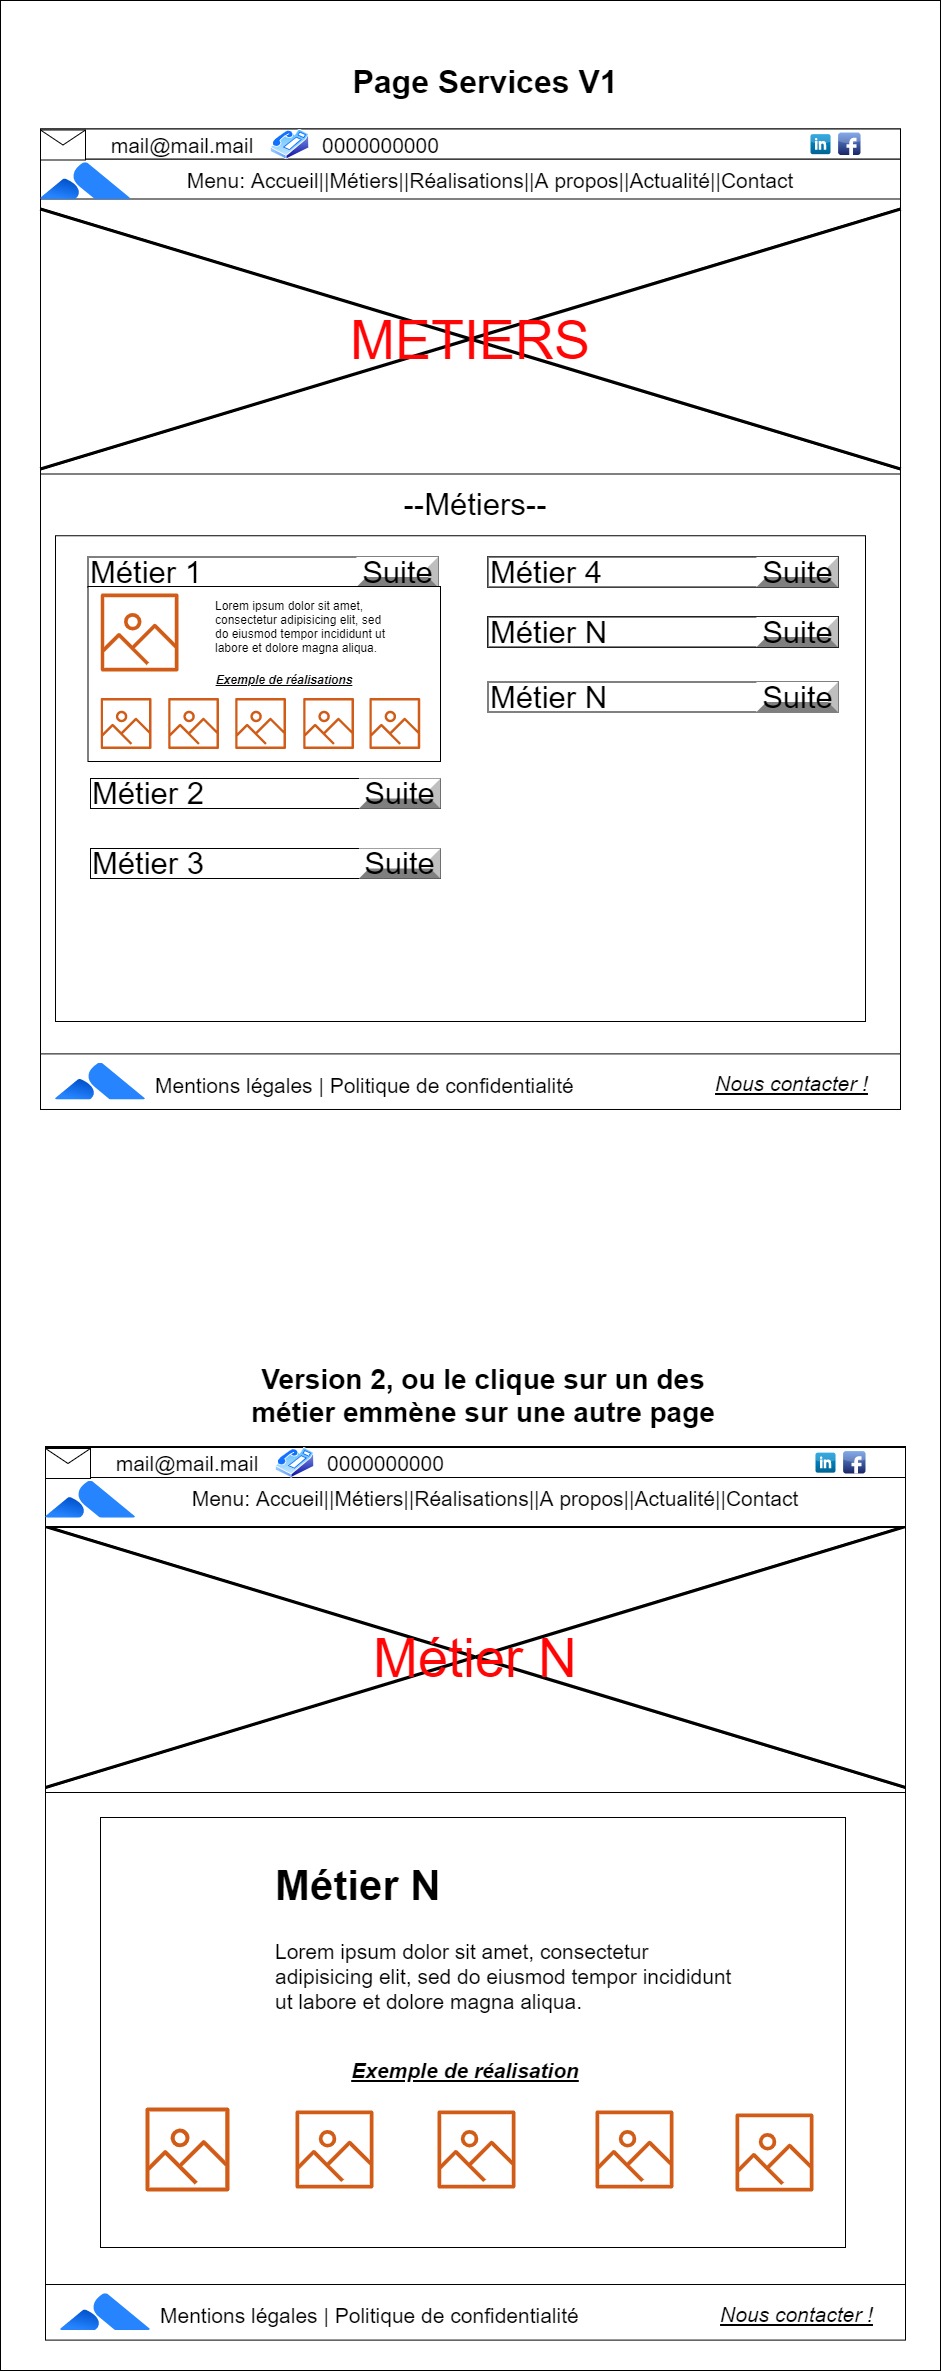 Page Services V1
mail@mail.mail 0000000000 in f
Menu: Accueil||Métiers||Réalisations||A propos||Actualité||Contact
METIERS
--Métiers--
Métier 1 Suite
Lorem ipsum dolor sit amet,
consectetur adipisicing elit, sed
do eiusmod tempor incididunt ut
labore et dolore magna aliqua.
Exemple de réalisations
Métier 2 Suite
Métier 3 Suite
Métier 4 Suite
Métier N Suite
Métier N Suite
Mentions légales | Politique de confidentialité
Nous contacter !
Version 2, ou le clique sur un des
métier emmène sur une autre page
mail@mail.mail 0000000000 in f
Menu: Accueil||Métiers||Réalisations||A propos||Actualité||Contact
Métier N
Métier N
Lorem ipsum dolor sit amet, consectetur
adipisicing elit, sed do eiusmod tempor incididunt
ut labore et dolore magna aliqua.
Exemple de réalisation
Mentions légales | Politique de confidentialité
Nous contacter !